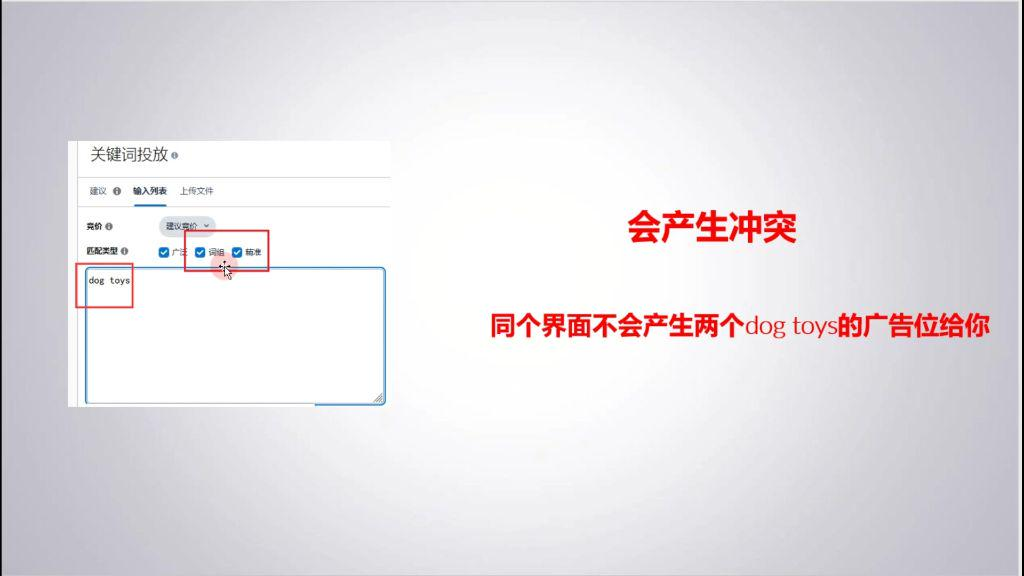 关键词投放
建议 输入列表 上传文件
竞价 建议竞价
匹配类型 广泛 词组 精准
dog toys
会产生冲突
同个界面不会产生两个dog toys的广告位给你